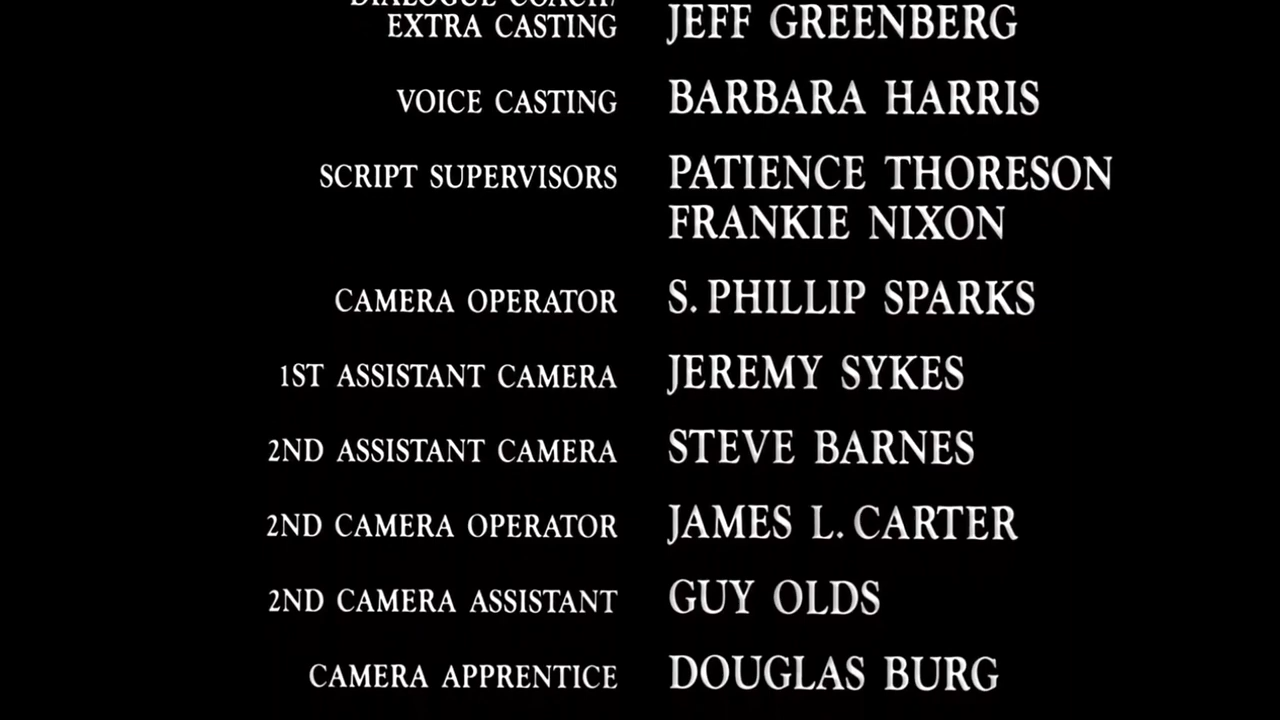 DIALOGUE COACH/
EXTRA CASTING JEFF GREENBERG
VOICE CASTING BARBARA HARRIS
SCRIPT SUPERVISORS PATIENCE THORESON
FRANKIE NIXON
CAMERA OPERATOR S. PHILLIP SPARKS
1ST ASSISTANT CAMERA JEREMY SYKES
2ND ASSISTANT CAMERA STEVE BARNES
2ND CAMERA OPERATOR JAMES L. CARTER
2ND CAMERA ASSISTANT GUY OLDS
CAMERA APPRENTICE DOUGLAS BURG